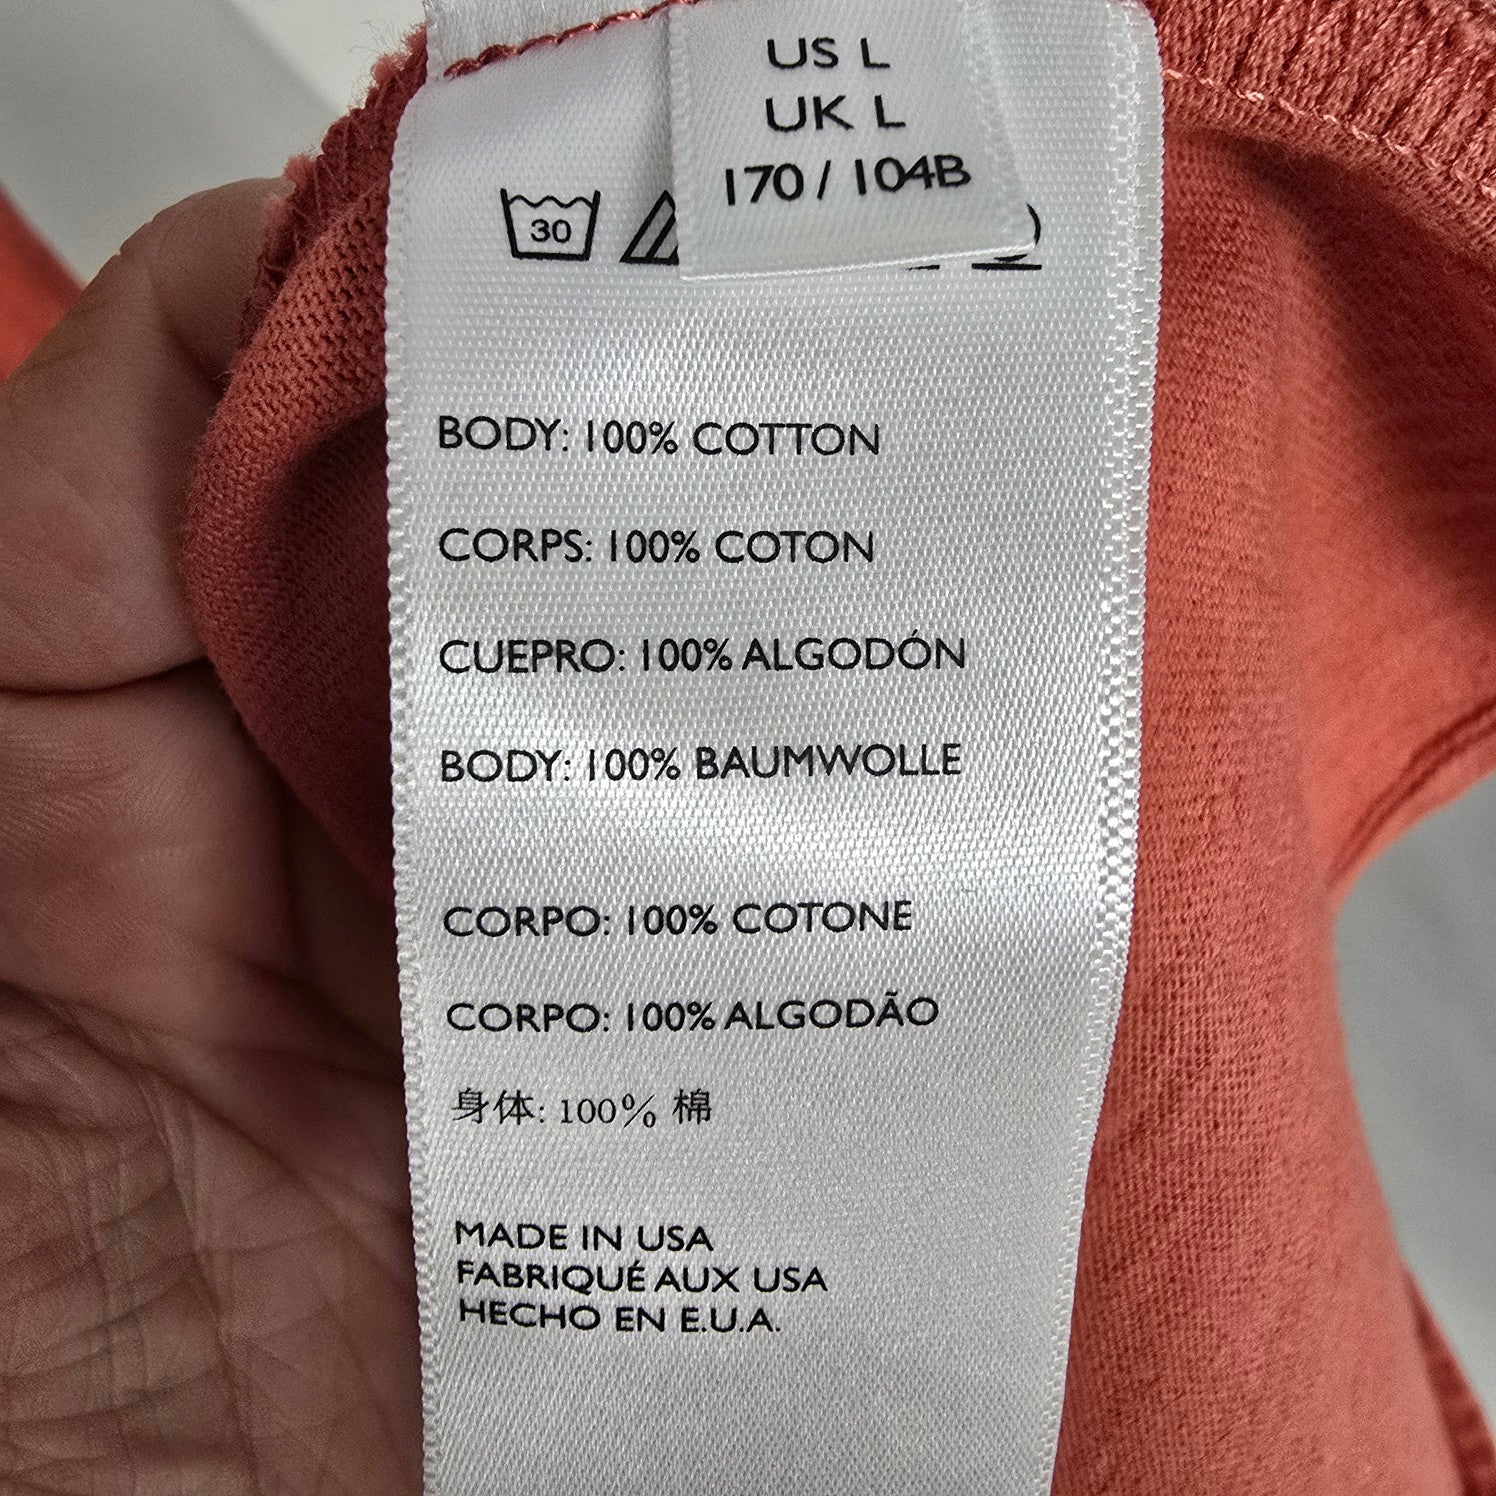 US L
UK L
170 / 104B
30
BODY: 100% COTTON
CORPS: 100% COTON
CUEPRO: 100% ALGODÓN
BODY: 100% BAUMWOLLE
CORPO: 100% COTONE
CORPO: 100% ALGODÃO
身体: 100% 棉
MADE IN USA
FABRIQUÉ AUX USA
HECHO EN E.U.A.